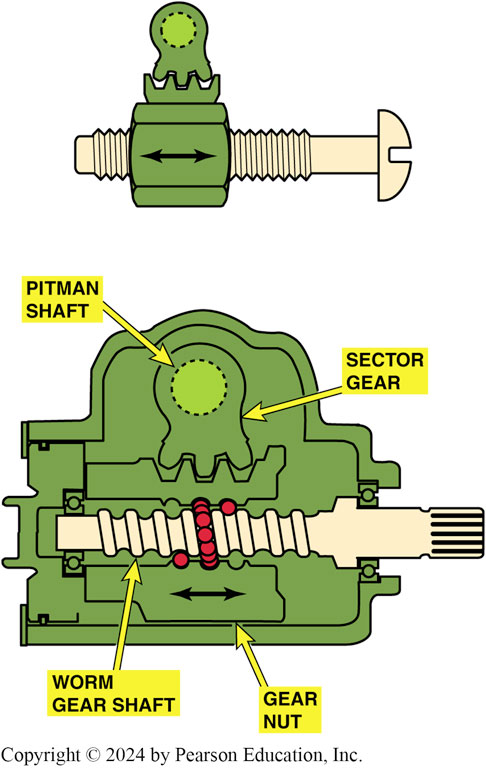 PITMAN
SHAFT
SECTOR
GEAR
WORM
GEAR SHAFT
GEAR
NUT
Copyright © 2024 by Pearson Education, Inc.